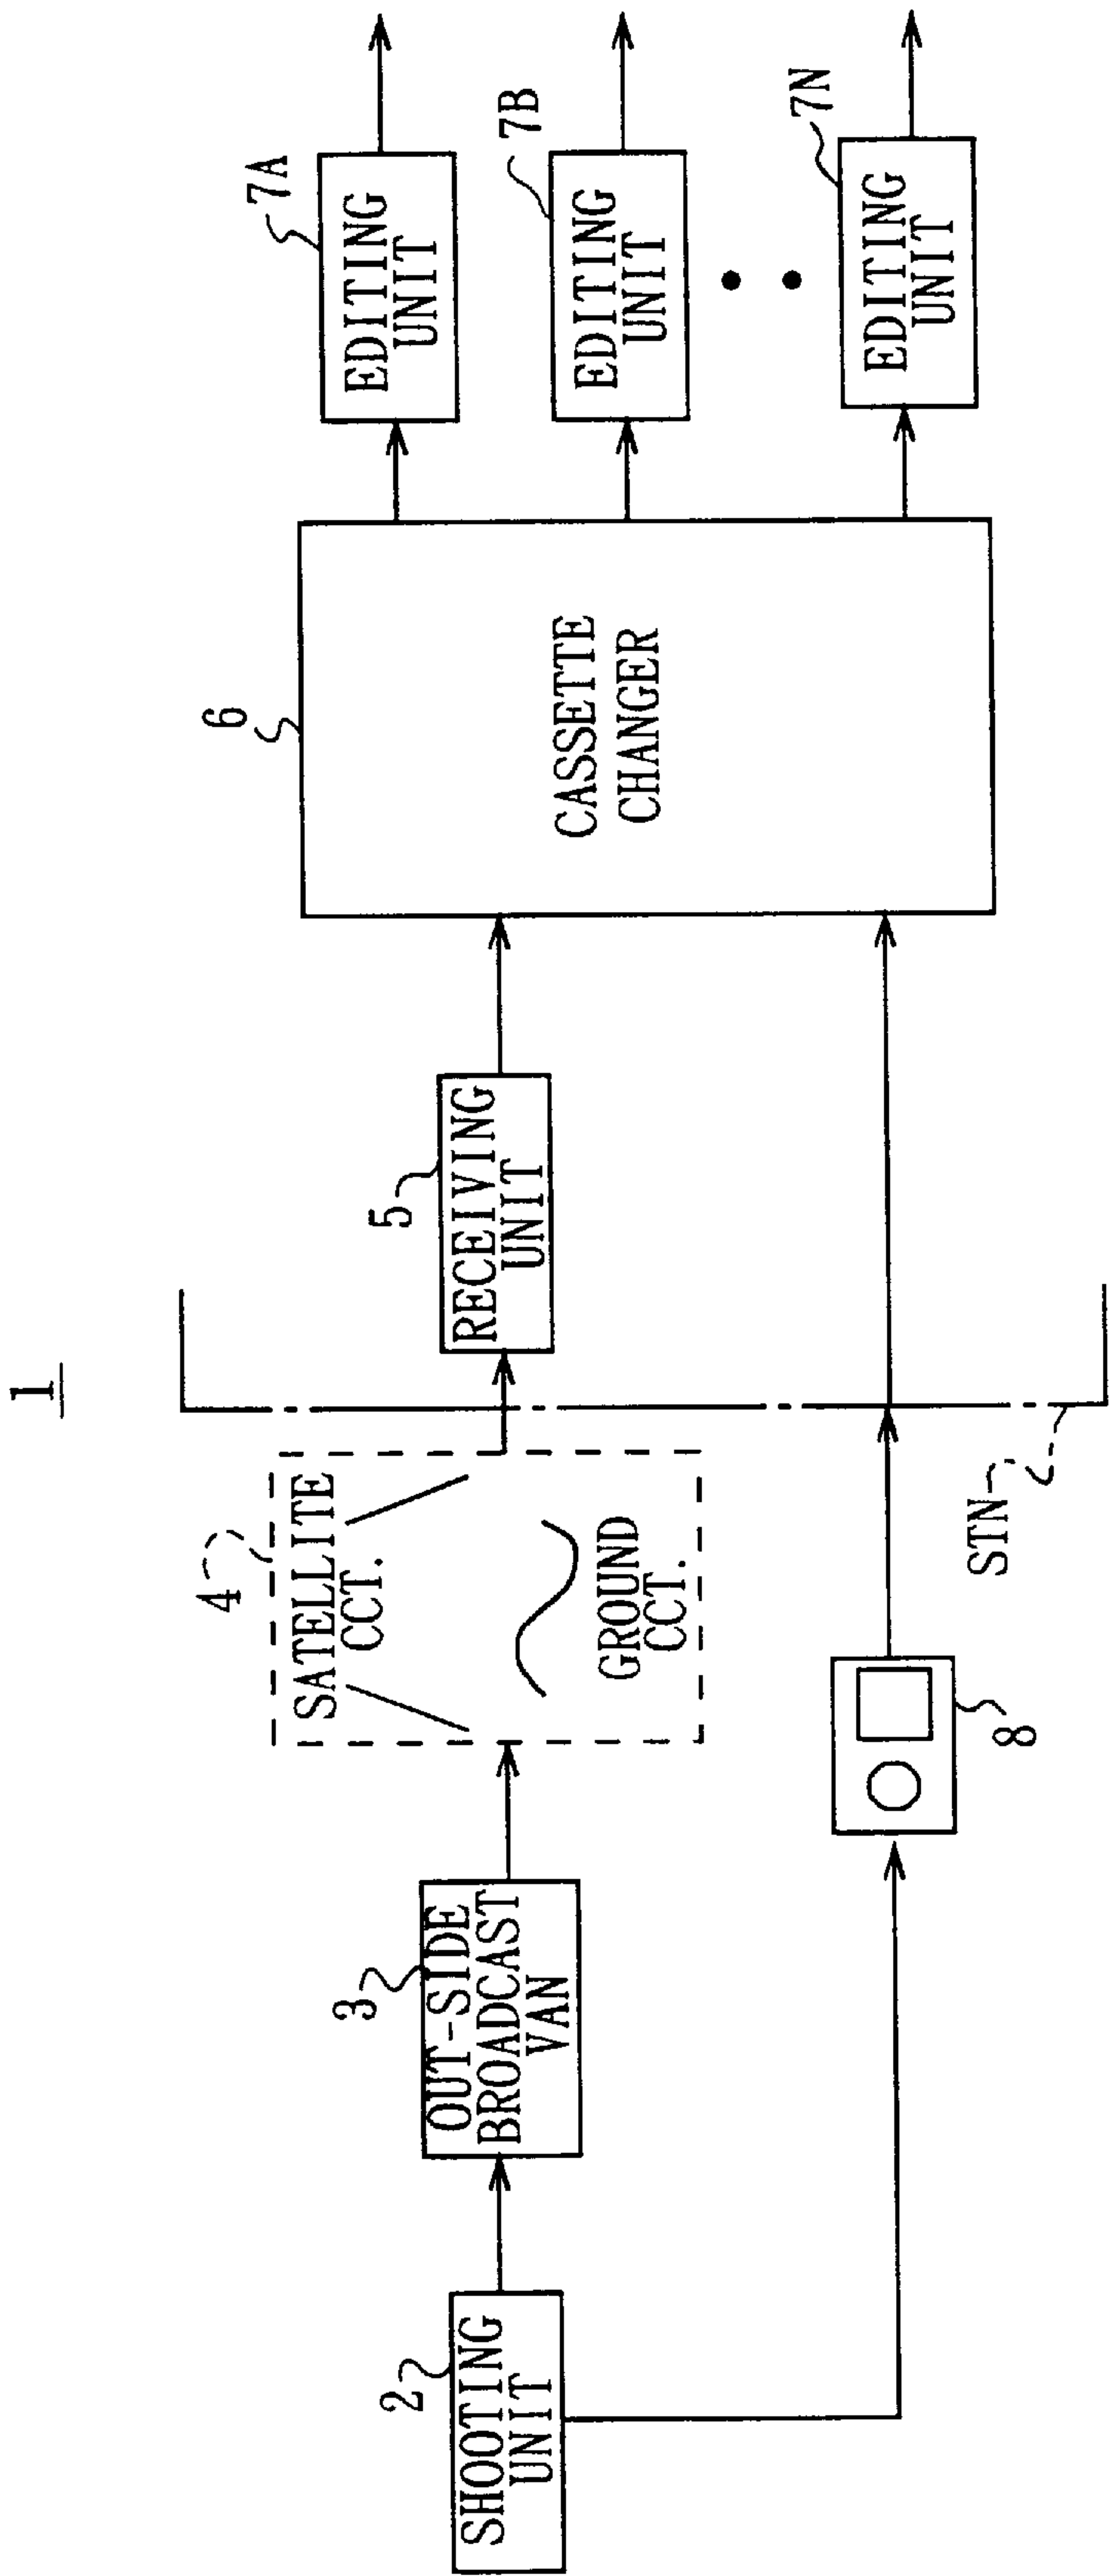 1
2
SHOOTING
UNIT
3
OUT-SIDE
BROADCAST
VAN
4
SATELLITE
CCT.
GROUND
CCT.
5
RECEIVING
UNIT
6
CASSETTE
CHANGER
7A
EDITING
UNIT
7B
EDITING
UNIT
7N
EDITING
UNIT
8
STN